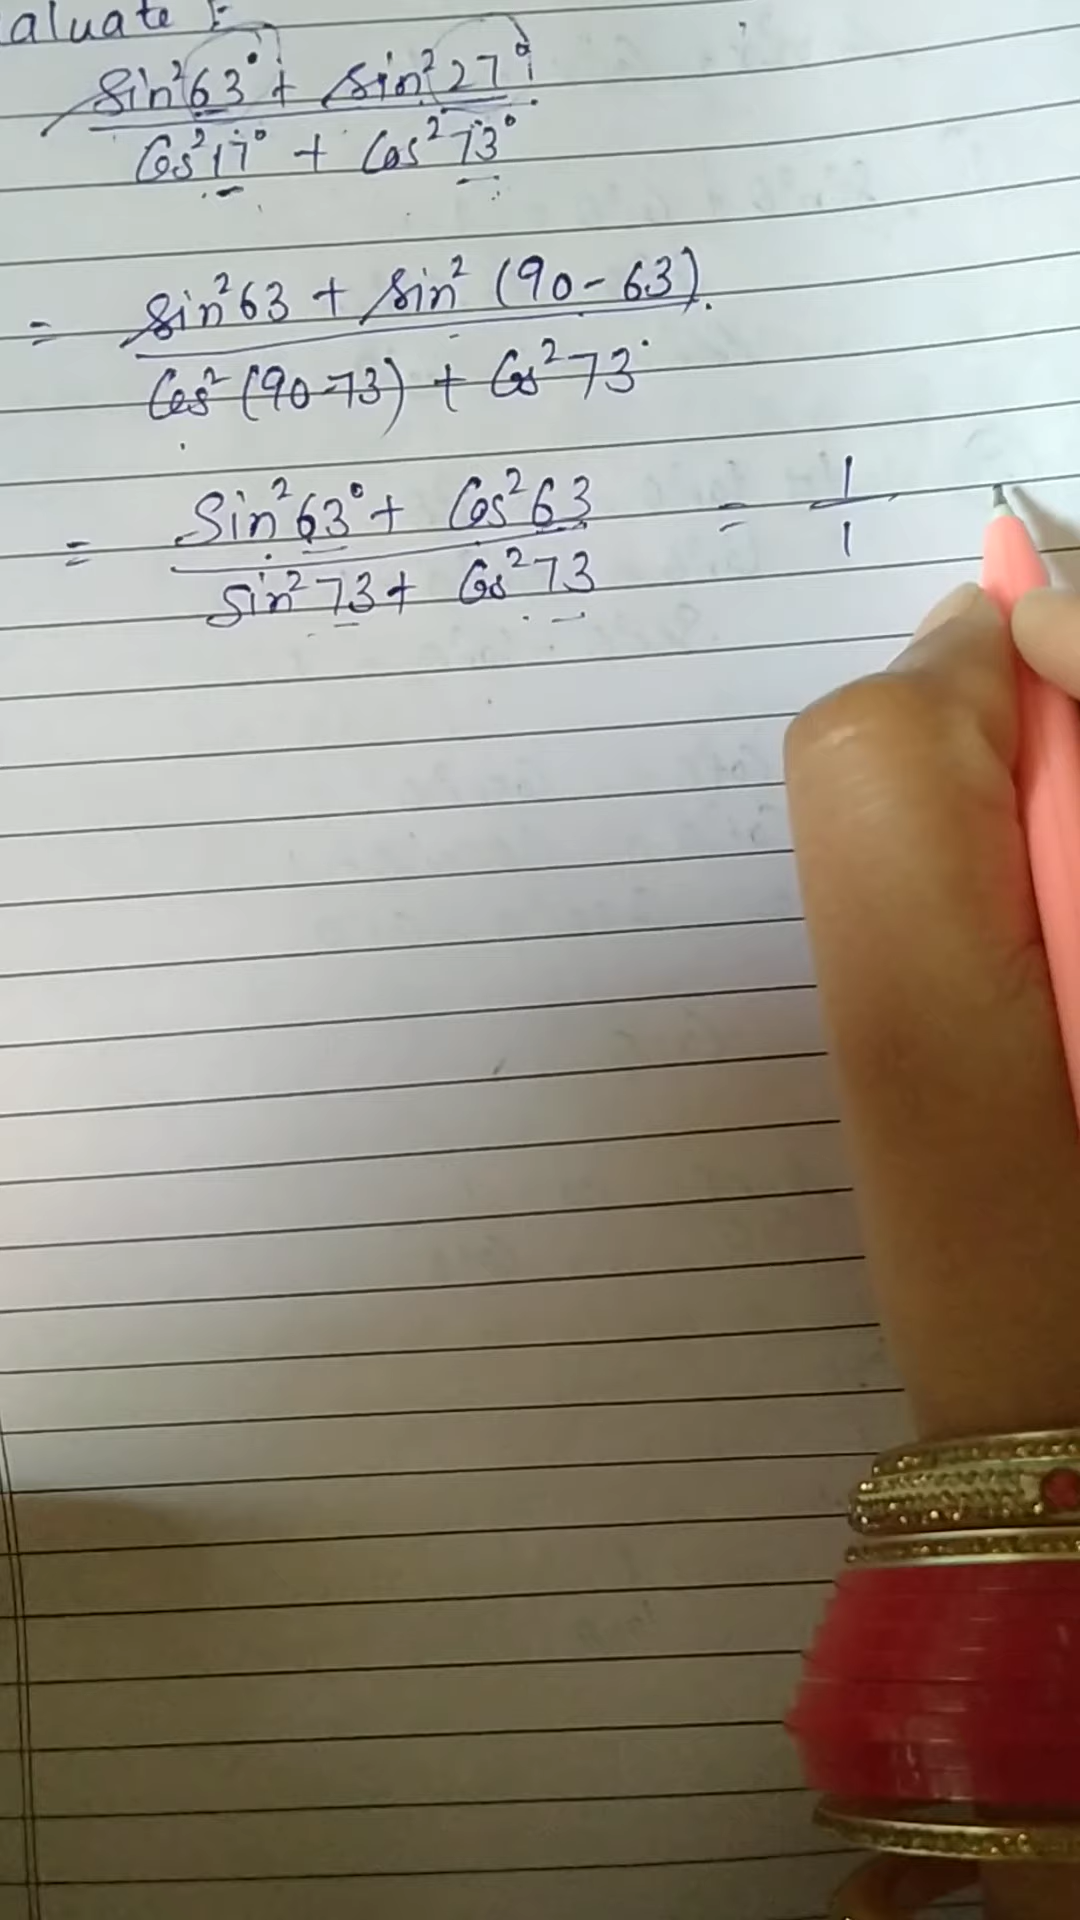 aluate :-
sin²63° + sin²27°
Cos²17° + Cos²73°
= sin²63 + sin² (90-63)
Cos² (90-73) + Cos²73°
= Sin²63° + Cos²63 = 1
sin²73 + Cos²73 1